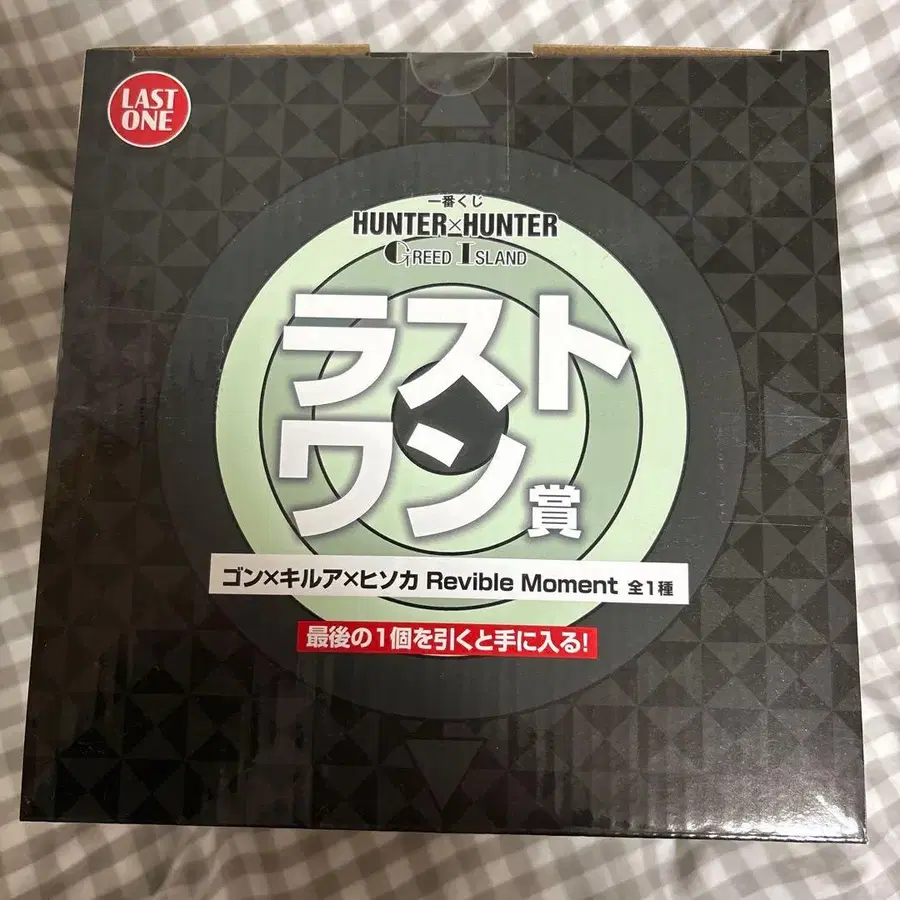 LAST
ONE
一番くじ
HUNTER×HUNTER
GREED ISLAND
ラスト
ワン賞
ゴン×キルア×ヒソカ Revible Moment 全1種
最後の1個を引くと手に入る!